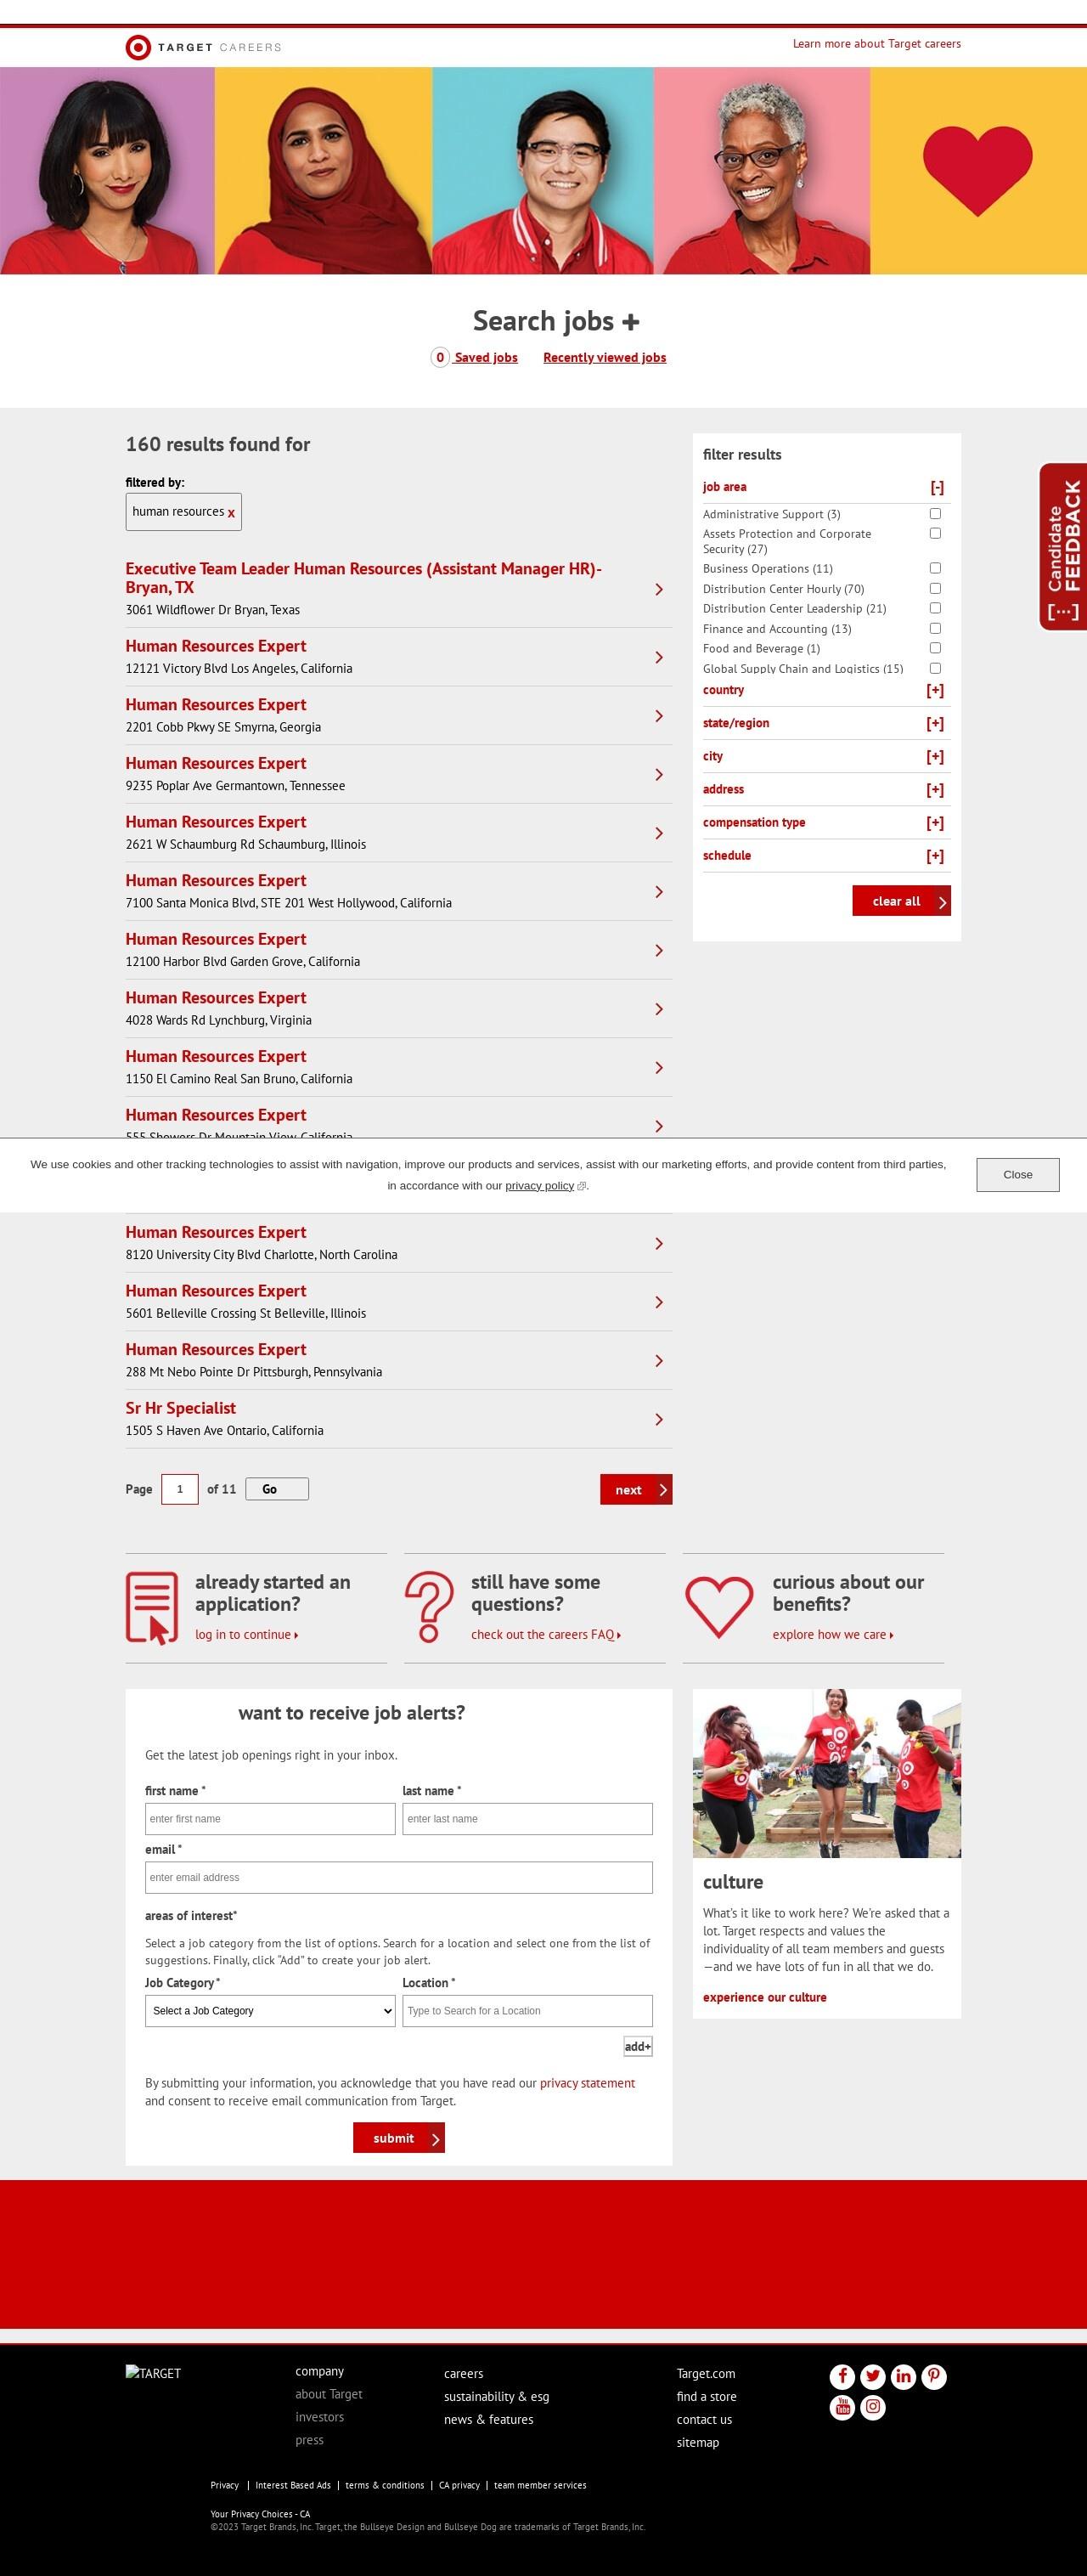 TARGET CAREERS
Learn more about Target careers
Search jobs +
0 Saved jobs Recently viewed jobs
160 results found for
filtered by:
human resources x
Executive Team Leader Human Resources (Assistant Manager HR)-
Bryan, TX
3061 Wildflower Dr Bryan, Texas
Human Resources Expert
12121 Victory Blvd Los Angeles, California
Human Resources Expert
2201 Cobb Pkwy SE Smyrna, Georgia
Human Resources Expert
9235 Poplar Ave Germantown, Tennessee
Human Resources Expert
2621 W Schaumburg Rd Schaumburg, Illinois
Human Resources Expert
7100 Santa Monica Blvd, STE 201 West Hollywood, California
Human Resources Expert
12100 Harbor Blvd Garden Grove, California
Human Resources Expert
4028 Wards Rd Lynchburg, Virginia
Human Resources Expert
1150 El Camino Real San Bruno, California
Human Resources Expert
555 Showers Dr Mountain View, California
filter results
job area [-]
Administrative Support (3)
Assets Protection and Corporate
Security (27)
Business Operations (11)
Distribution Center Hourly (70)
Distribution Center Leadership (21)
Finance and Accounting (13)
Food and Beverage (1)
Global Supply Chain and Logistics (15)
country [+]
state/region [+]
city [+]
address [+]
compensation type [+]
schedule [+]
clear all
[...] Candidate
FEEDBACK
We use cookies and other tracking technologies to assist with navigation, improve our products and services, assist with our marketing efforts, and provide content from third parties,
in accordance with our privacy policy.
Close
Human Resources Expert
8120 University City Blvd Charlotte, North Carolina
Human Resources Expert
5601 Belleville Crossing St Belleville, Illinois
Human Resources Expert
288 Mt Nebo Pointe Dr Pittsburgh, Pennsylvania
Sr Hr Specialist
1505 S Haven Ave Ontario, California
Page 1 of 11 Go
next
already started an
application?
log in to continue
still have some
questions?
check out the careers FAQ
curious about our
benefits?
explore how we care
want to receive job alerts?
Get the latest job openings right in your inbox.
first name * last name *
enter first name enter last name
email *
enter email address
areas of interest*
Select a job category from the list of options. Search for a location and select one from the list of
suggestions. Finally, click “Add” to create your job alert.
Job Category * Location *
Select a Job Category Type to Search for a Location
add+
By submitting your information, you acknowledge that you have read our privacy statement
and consent to receive email communication from Target.
submit
culture
What's it like to work here? We're asked that a
lot. Target respects and values the
individuality of all team members and guests
—and we have lots of fun in all that we do.
experience our culture
TARGET
company
about Target
investors
press
careers
sustainability & esg
news & features
Target.com
find a store
contact us
sitemap
You
Tube
Privacy | Interest Based Ads | terms & conditions | CA privacy | team member services
Your Privacy Choices - CA
©2023 Target Brands, Inc. Target, the Bullseye Design and Bullseye Dog are trademarks of Target Brands, Inc.